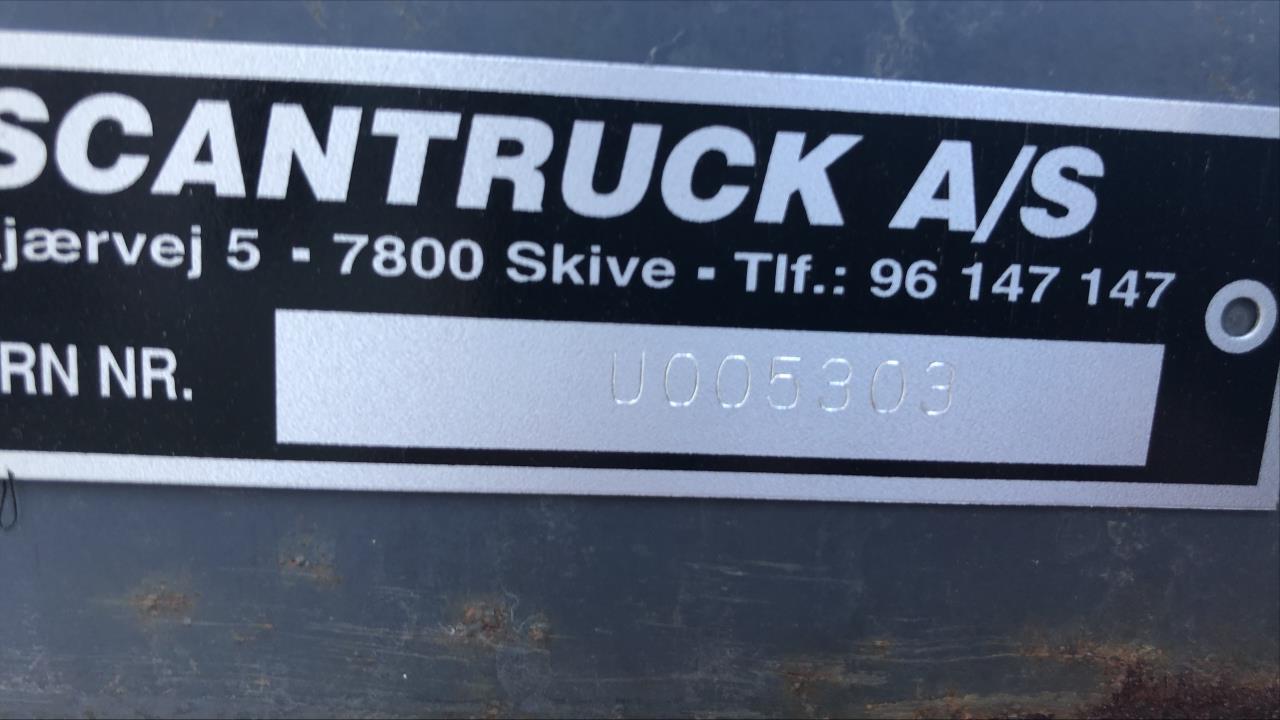 SCANTRUCK A/S
jærvej 5 - 7800 Skive - Tlf.: 96 147 147
RN NR. U005303